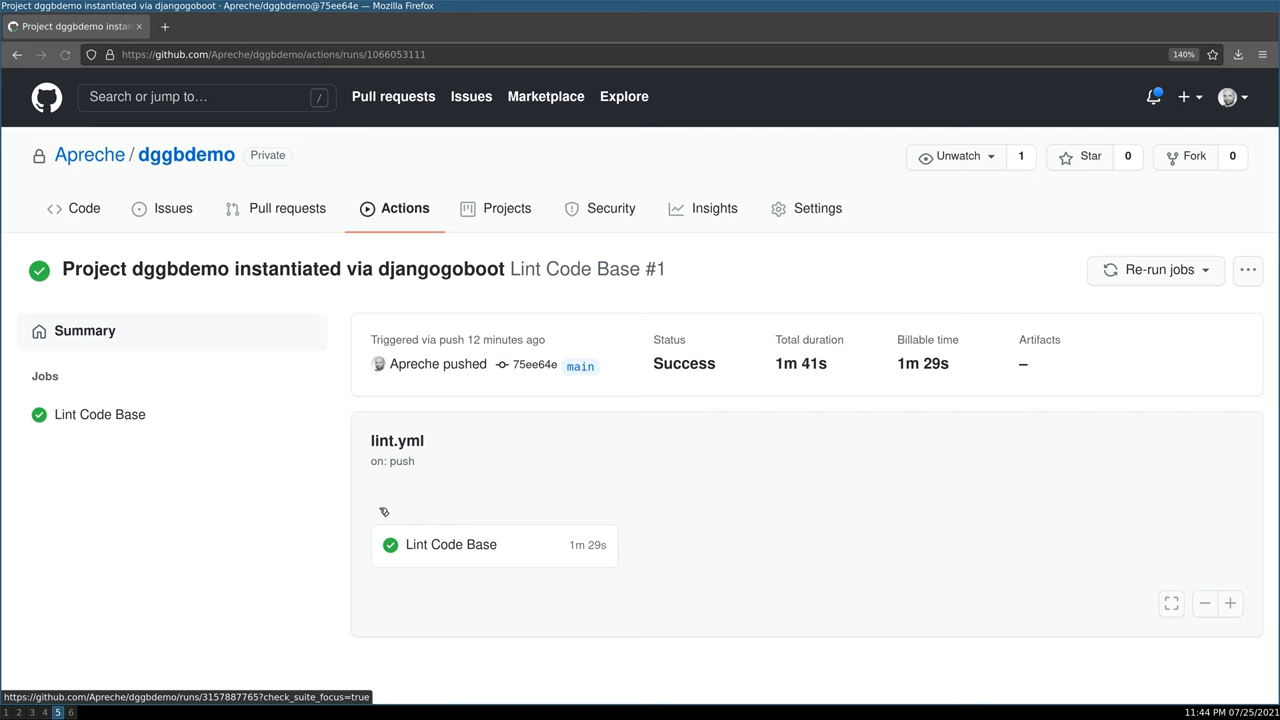 Project dggbdemo instantiated via djangogoboot · Apreche/dggbdemo@75ee64e — Mozilla Firefox
Project dggbdemo instan × +
https://github.com/Apreche/dggbdemo/actions/runs/1066053111 140%
Search or jump to… / Pull requests Issues Marketplace Explore
Apreche / dggbdemo Private Unwatch 1 Star 0 Fork 0
Code Issues Pull requests Actions Projects Security Insights Settings
Project dggbdemo instantiated via djangogoboot Lint Code Base #1 Re-run jobs
Summary
Jobs
Lint Code Base
Triggered via push 12 minutes ago Status Total duration Billable time Artifacts
Apreche pushed 75ee64e main Success 1m 41s 1m 29s –
lint.yml
on: push
Lint Code Base 1m 29s
https://github.com/Apreche/dggbdemo/runs/3157887765?check_suite_focus=true
1 2 3 4 5 6 11:44 PM 07/25/2021